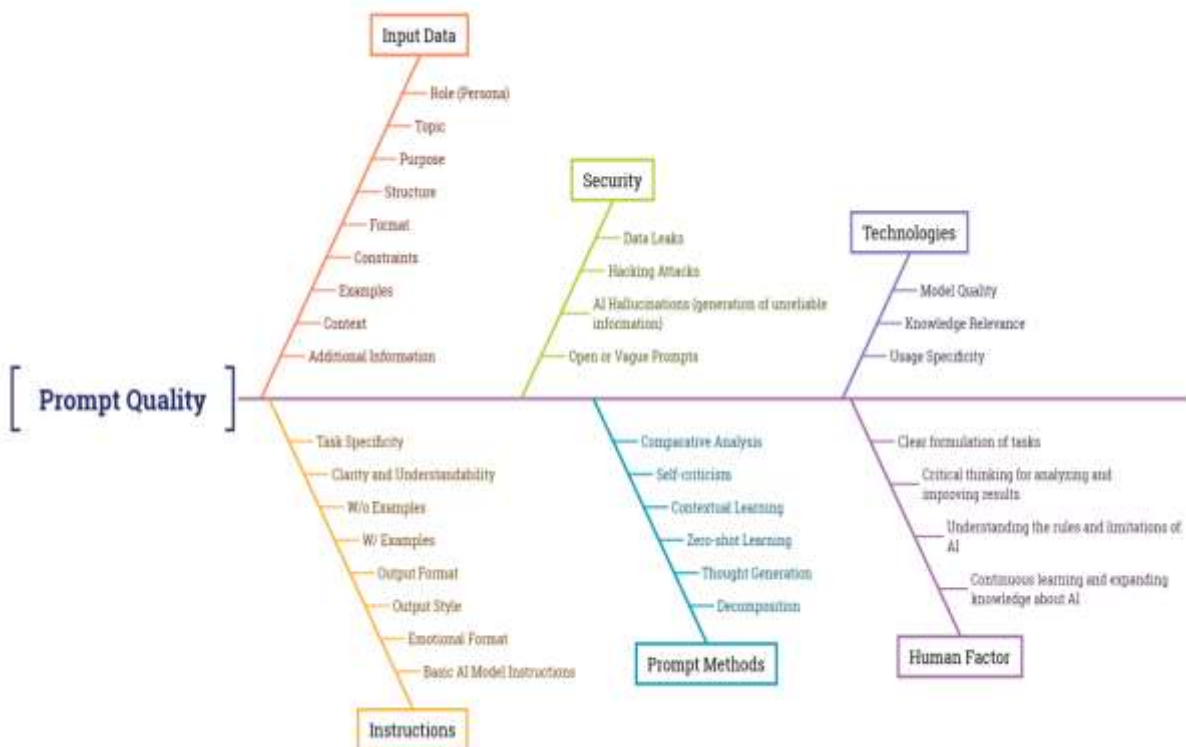 Input Data
Role (Persona)
Topic
Purpose
Structure
Format
Constraints
Examples
Context
Additional Information
Security
Data Leaks
Hacking Attacks
AI Hallucinations (generation of unreliable
information)
Open or Vague Prompts
Technologies
Model Quality
Knowledge Relevance
Usage Specificity
Prompt Quality
Task Specificity
Clarity and Understandability
W/o Examples
W/ Examples
Output Format
Output Style
Emotional Format
Basic AI Model Instructions
Instructions
Comparative Analysis
Self-criticism
Contextual Learning
Zero-shot Learning
Thought Generation
Decomposition
Prompt Methods
Clear formulation of tasks
Critical thinking for analyzing and
improving results
Understanding the rules and limitations of
AI
Continuous learning and expanding
knowledge about AI
Human Factor